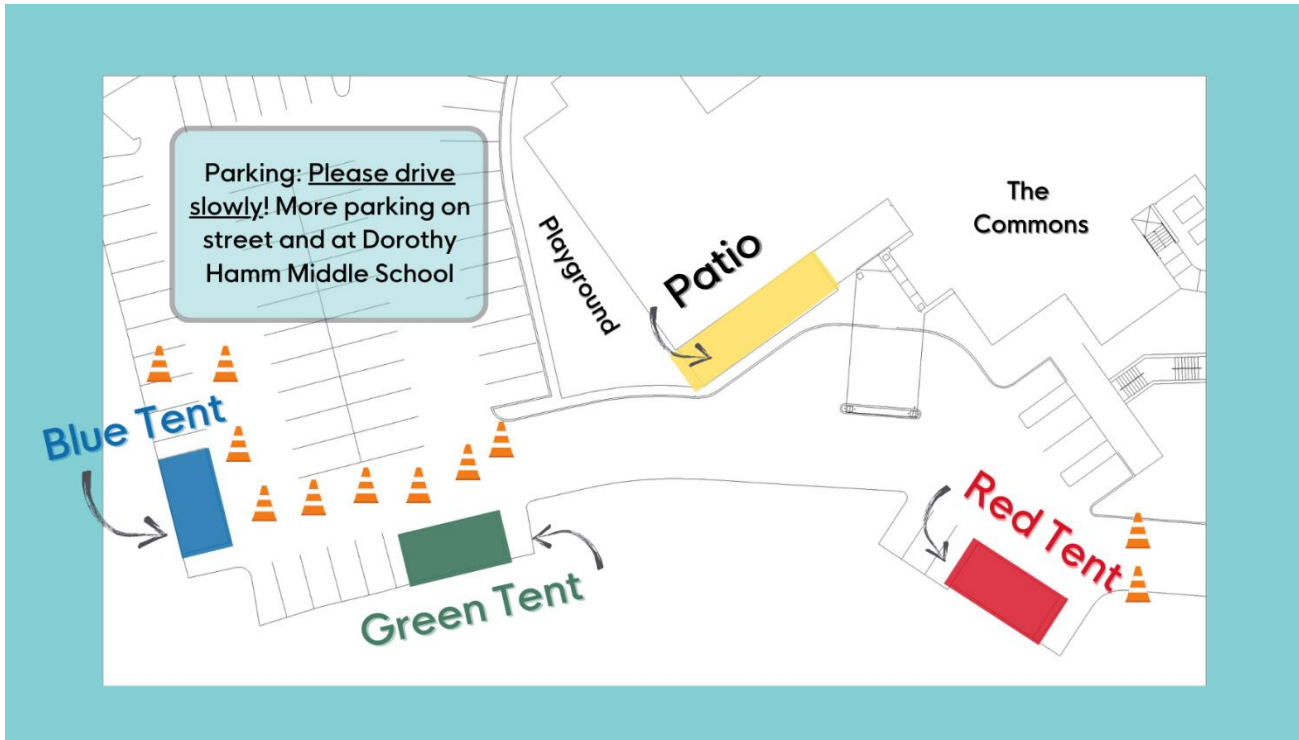 Parking: Please drive
slowly! More parking on
street and at Dorothy
Hamm Middle School
Playground
Patio
The
Commons
Blue Tent
Green Tent
Red Tent